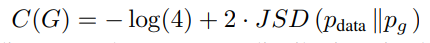 C(G) = − log(4) + 2 · JSD (p_data ‖p_g )